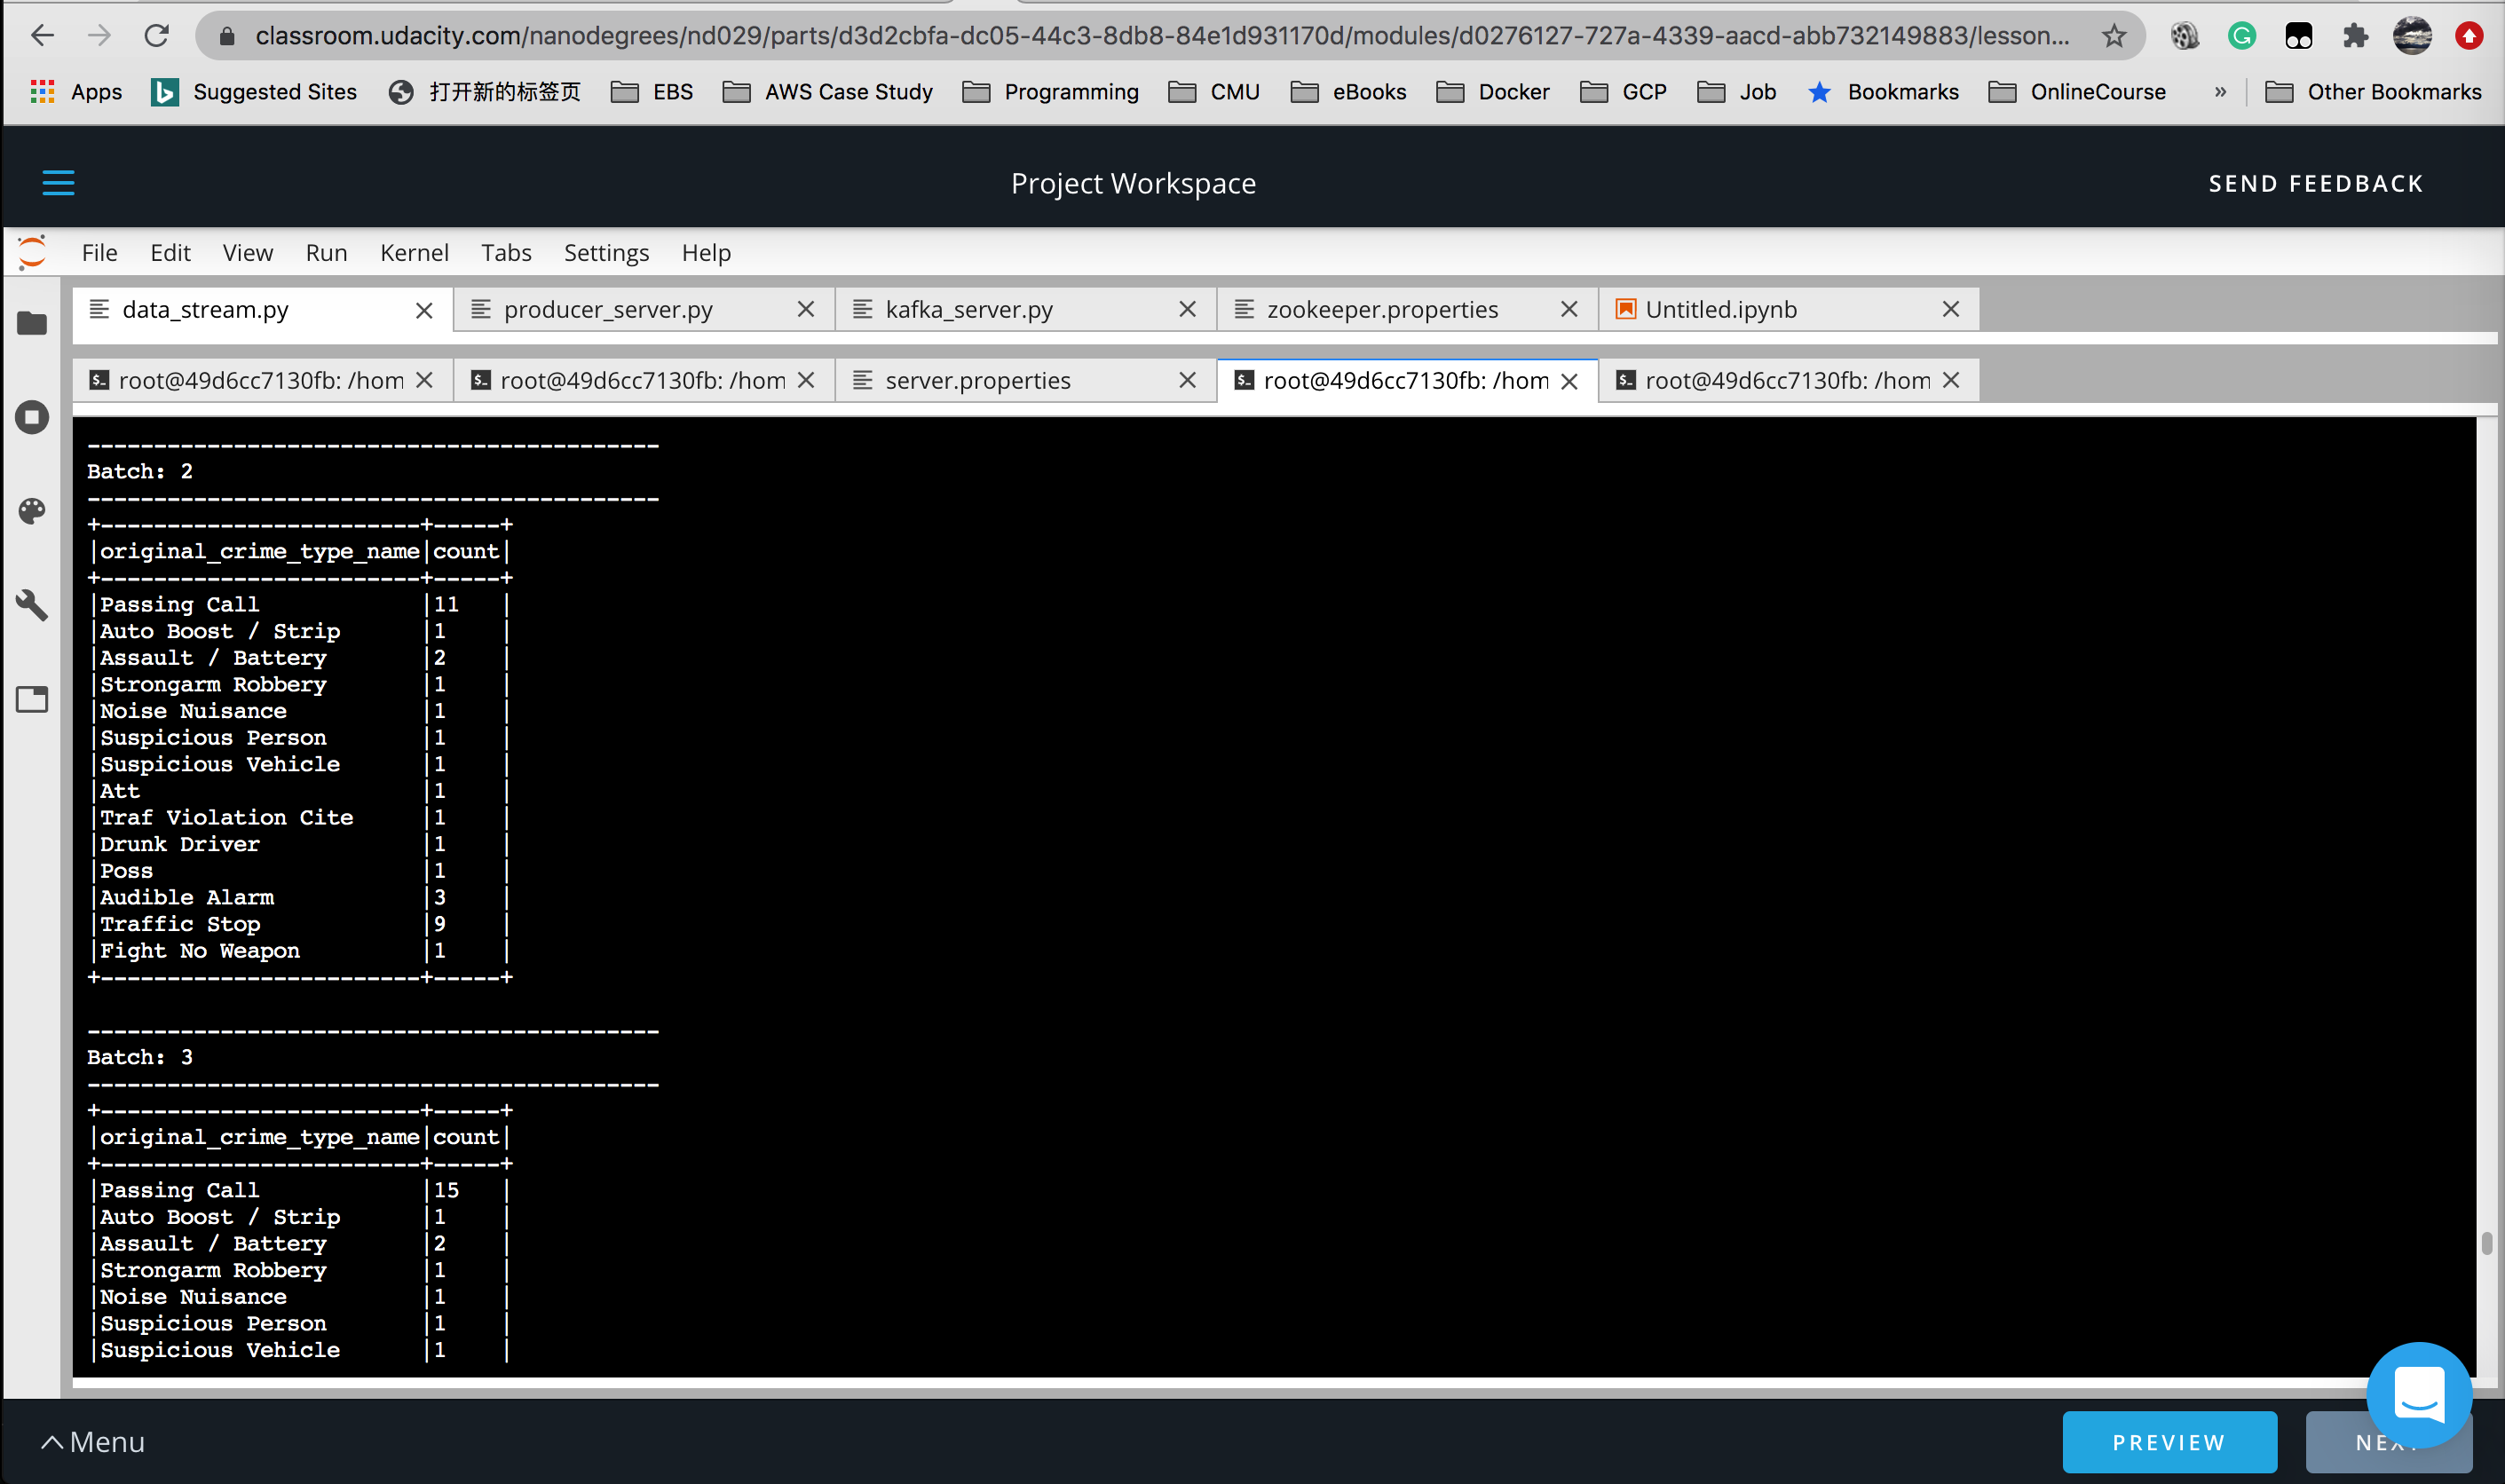 classroom.udacity.com/nanodegrees/nd029/parts/d3d2cbfa-dc05-44c3-8db8-84e1d931170d/modules/d0276127-727a-4339-aacd-abb732149883/lesson...
Apps Suggested Sites 打开新的标签页 EBS AWS Case Study Programming CMU eBooks Docker GCP Job Bookmarks OnlineCourse » Other Bookmarks
Project Workspace SEND FEEDBACK
File Edit View Run Kernel Tabs Settings Help
data_stream.py producer_server.py kafka_server.py zookeeper.properties Untitled.ipynb
root@49d6cc7130fb: /hom root@49d6cc7130fb: /hom server.properties root@49d6cc7130fb: /hom root@49d6cc7130fb: /hom
-------------------------------------------
Batch: 2
-------------------------------------------
+------------------------+-----+
|original_crime_type_name|count|
+------------------------+-----+
|Passing Call            |11   |
|Auto Boost / Strip      |1    |
|Assault / Battery       |2    |
|Strongarm Robbery       |1    |
|Noise Nuisance          |1    |
|Suspicious Person       |1    |
|Suspicious Vehicle      |1    |
|Att                     |1    |
|Traf Violation Cite     |1    |
|Drunk Driver            |1    |
|Poss                    |1    |
|Audible Alarm           |3    |
|Traffic Stop            |9    |
|Fight No Weapon         |1    |
+------------------------+-----+
-------------------------------------------
Batch: 3
-------------------------------------------
+------------------------+-----+
|original_crime_type_name|count|
+------------------------+-----+
|Passing Call            |15   |
|Auto Boost / Strip      |1    |
|Assault / Battery       |2    |
|Strongarm Robbery       |1    |
|Noise Nuisance          |1    |
|Suspicious Person       |1    |
|Suspicious Vehicle      |1    |
Menu PREVIEW